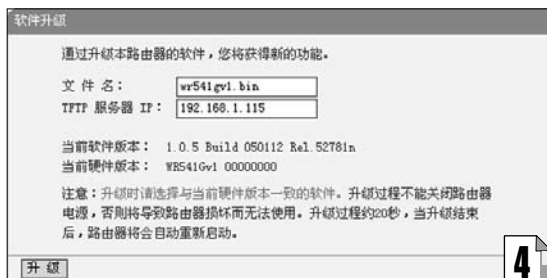 软件升级
通过升级本路由器的软件，您将获得新的功能。
文 件 名： wr541gv1.bin
TFTP 服务器 IP： 192.168.1.115
当前软件版本： 1.0.5 Build 050112 Rel.52781n
当前硬件版本： WR541Gv1 00000000
注意：升级时请选择与当前硬件版本一致的软件。升级过程不能关闭路由器
电源，否则将导致路由器损坏而无法使用。升级过程约20秒，当升级结束
后，路由器将会自动重新启动。
升 级
4